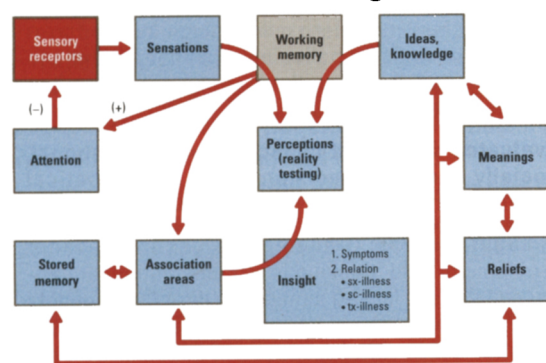 Sensory
receptors
Sensations
Working
memory
Ideas,
knowledge
(−)
(+)
Attention
Perceptions
(reality
testing)
Meanings
Stored
memory
Association
areas
Insight
1. Symptoms
2. Relation
• sx-illness
• sc-illness
• tx-illness
Reliefs